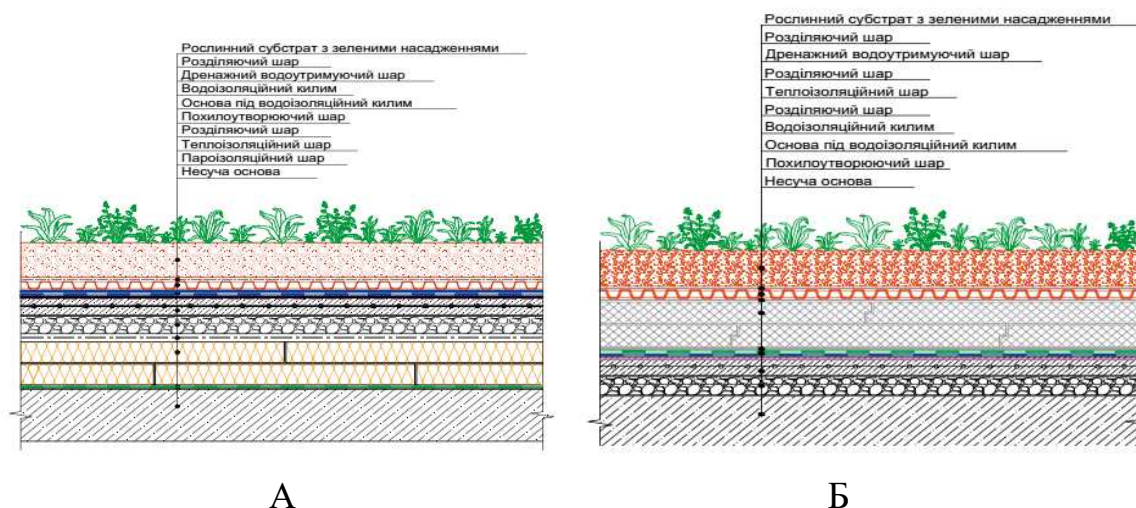 Рослинний субстрат з зеленими насадженнями
Розділяючий шар
Дренажний водоутримуючий шар
Водоізоляційний килим
Основа під водоізоляційний килим
Похилоутворюючий шар
Розділяючий шар
Теплоізоляційний шар
Пароізоляційний шар
Несуча основа
Рослинний субстрат з зеленими насадженнями
Розділяючий шар
Дренажний водоутримуючий шар
Розділяючий шар
Теплоізоляційний шар
Розділяючий шар
Водоізоляційний килим
Основа під водоізоляційний килим
Похилоутворюючий шар
Несуча основа
А
Б